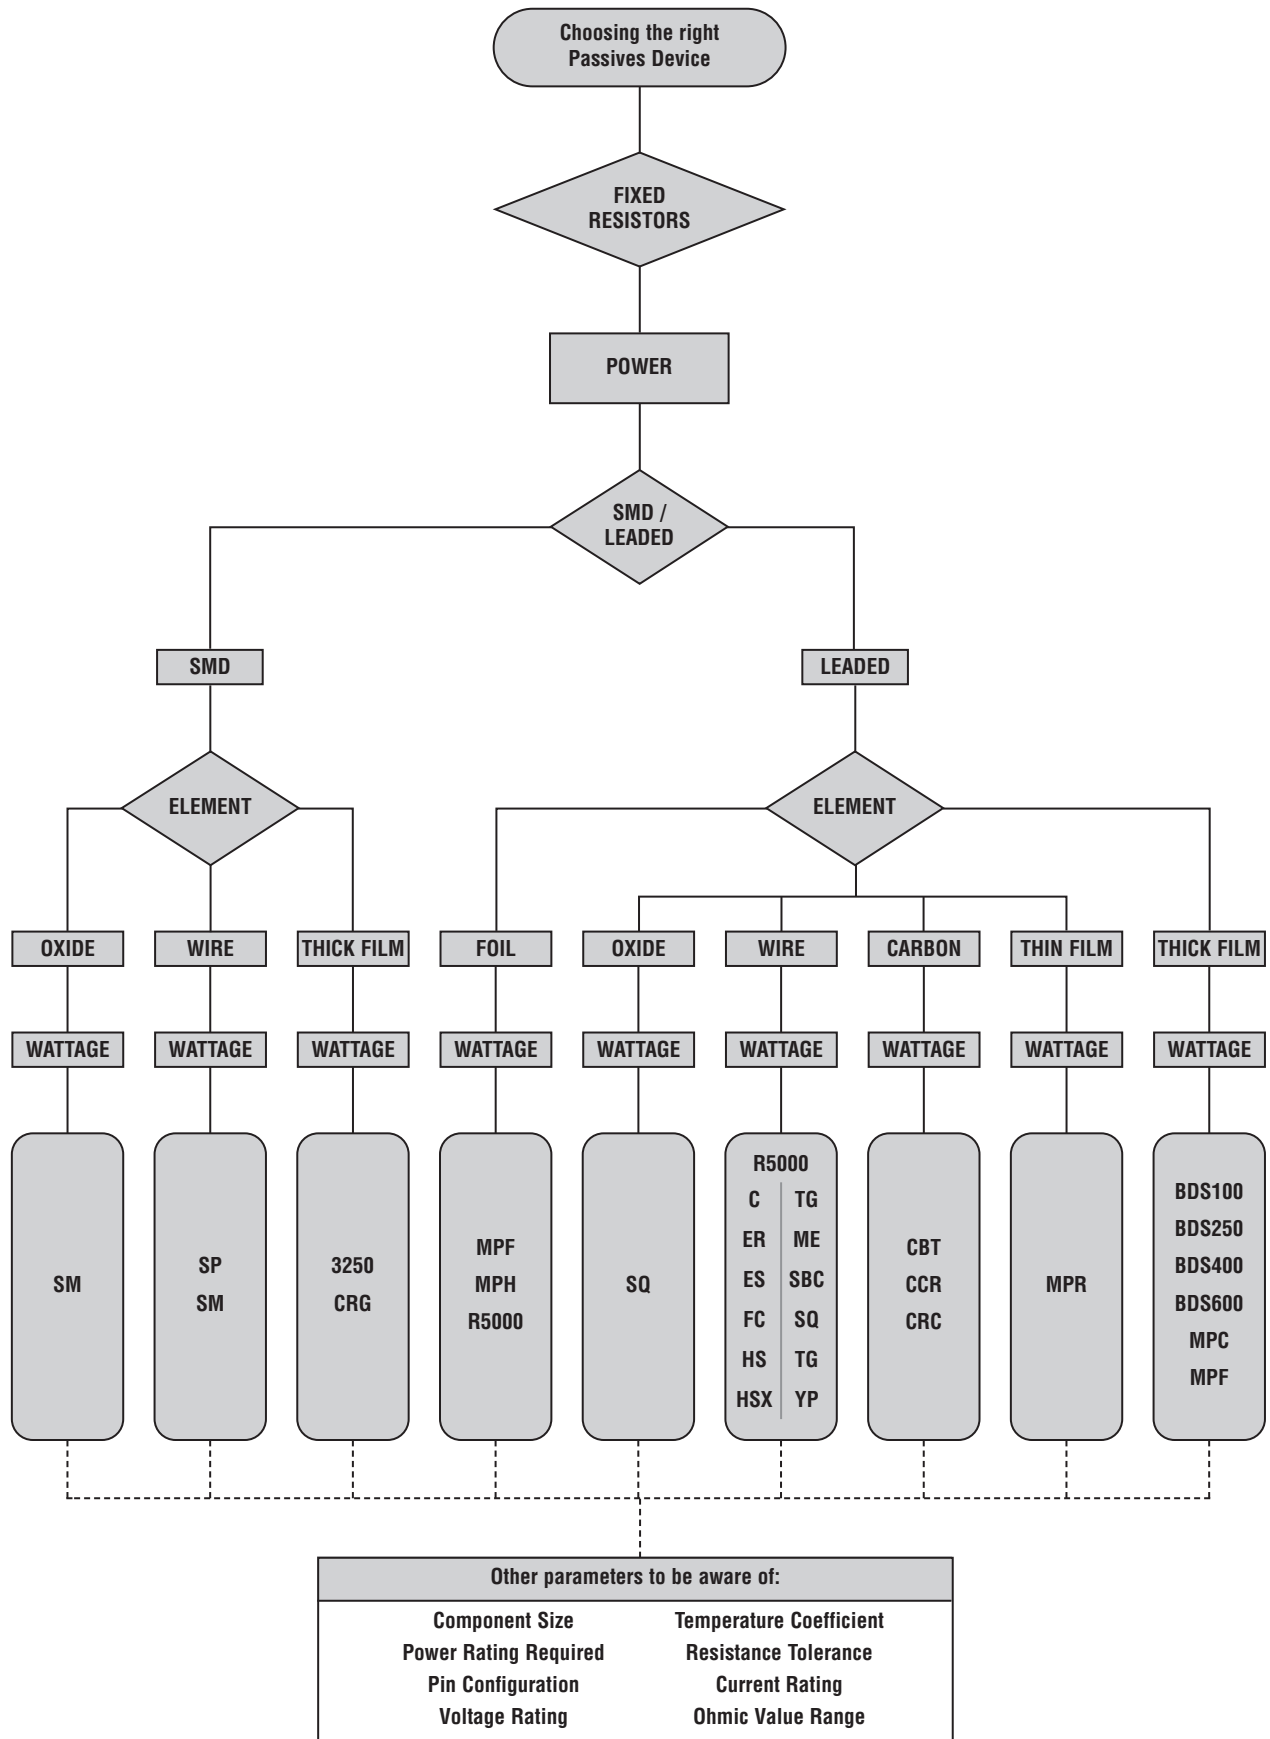 Choosing the right
Passives Device
FIXED
RESISTORS
POWER
SMD /
LEADED
SMD
LEADED
ELEMENT
ELEMENT
OXIDE
WIRE
THICK FILM
FOIL
OXIDE
WIRE
CARBON
THIN FILM
THICK FILM
WATTAGE
WATTAGE
WATTAGE
WATTAGE
WATTAGE
WATTAGE
WATTAGE
WATTAGE
WATTAGE
SM
SP
SM
3250
CRG
MPF
MPH
R5000
SQ
R5000
C TG
ER ME
ES SBC
FC SQ
HS TG
HSX YP
CBT
CCR
CRC
MPR
BDS100
BDS250
BDS400
BDS600
MPC
MPF
Other parameters to be aware of:
Component Size Temperature Coefficient
Power Rating Required Resistance Tolerance
Pin Configuration Current Rating
Voltage Rating Ohmic Value Range